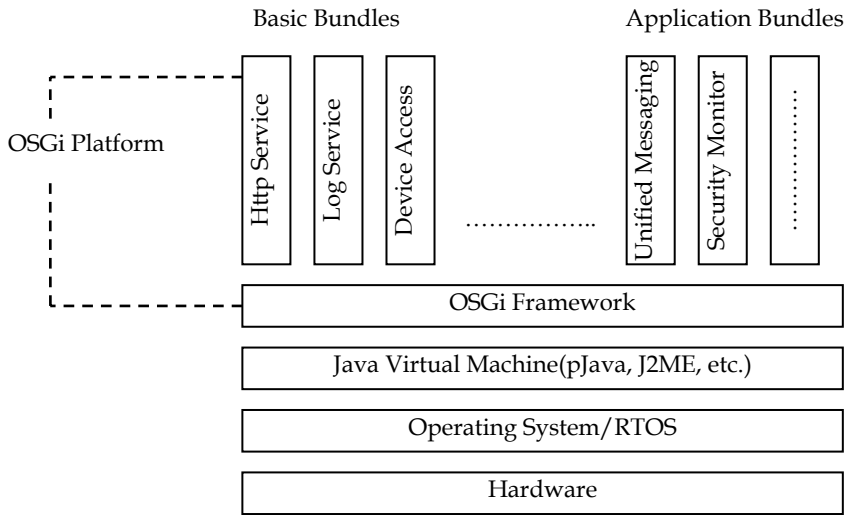 Basic Bundles
Application Bundles
OSGi Platform
Http Service
Log Service
Device Access
……………..
Unified Messaging
Security Monitor
………………
OSGi Framework
Java Virtual Machine(pJava, J2ME, etc.)
Operating System/RTOS
Hardware